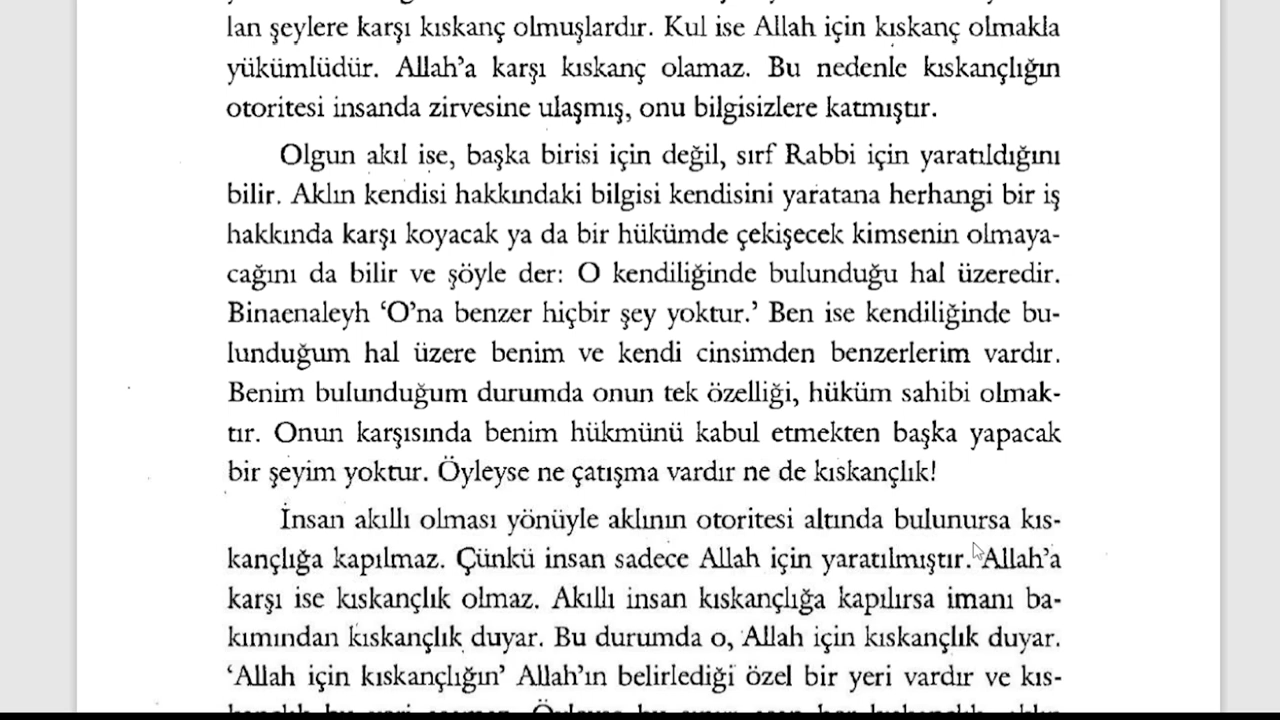 lan şeylere karşı kıskanç olmuşlardır. Kul ise Allah için kıskanç olmakla
yükümlüdür. Allah’a karşı kıskanç olamaz. Bu nedenle kıskançlığın
otoritesi insanda zirvesine ulaşmış, onu bilgisizlere katmıştır.
Olgun akıl ise, başka birisi için değil, sırf Rabbi için yaratıldığını
bilir. Aklın kendisi hakkındaki bilgisi kendisini yaratana herhangi bir iş
hakkında karşı koyacak ya da bir hükümde çekişecek kimsenin olmaya-
cağını da bilir ve şöyle der: O kendiliğinde bulunduğu hal üzeredir.
Binaenaleyh ‘O’na benzer hiçbir şey yoktur.’ Ben ise kendiliğinde bu-
lunduğum hal üzere benim ve kendi cinsimden benzerlerim vardır.
Benim bulunduğum durumda onun tek özelliği, hüküm sahibi olmak-
tır. Onun karşısında benim hükmünü kabul etmekten başka yapacak
bir şeyim yoktur. Öyleyse ne çatışma vardır ne de kıskançlık!
İnsan akıllı olması yönüyle aklının otoritesi altında bulunursa kıs-
kançlığa kapılmaz. Çünkü insan sadece Allah için yaratılmıştır. Allah’a
karşı ise kıskançlık olmaz. Akıllı insan kıskançlığa kapılırsa imanı ba-
kımından kıskançlık duyar. Bu durumda o, Allah için kıskançlık duyar.
‘Allah için kıskançlığın’ Allah’ın belirlediği özel bir yeri vardır ve kıs-